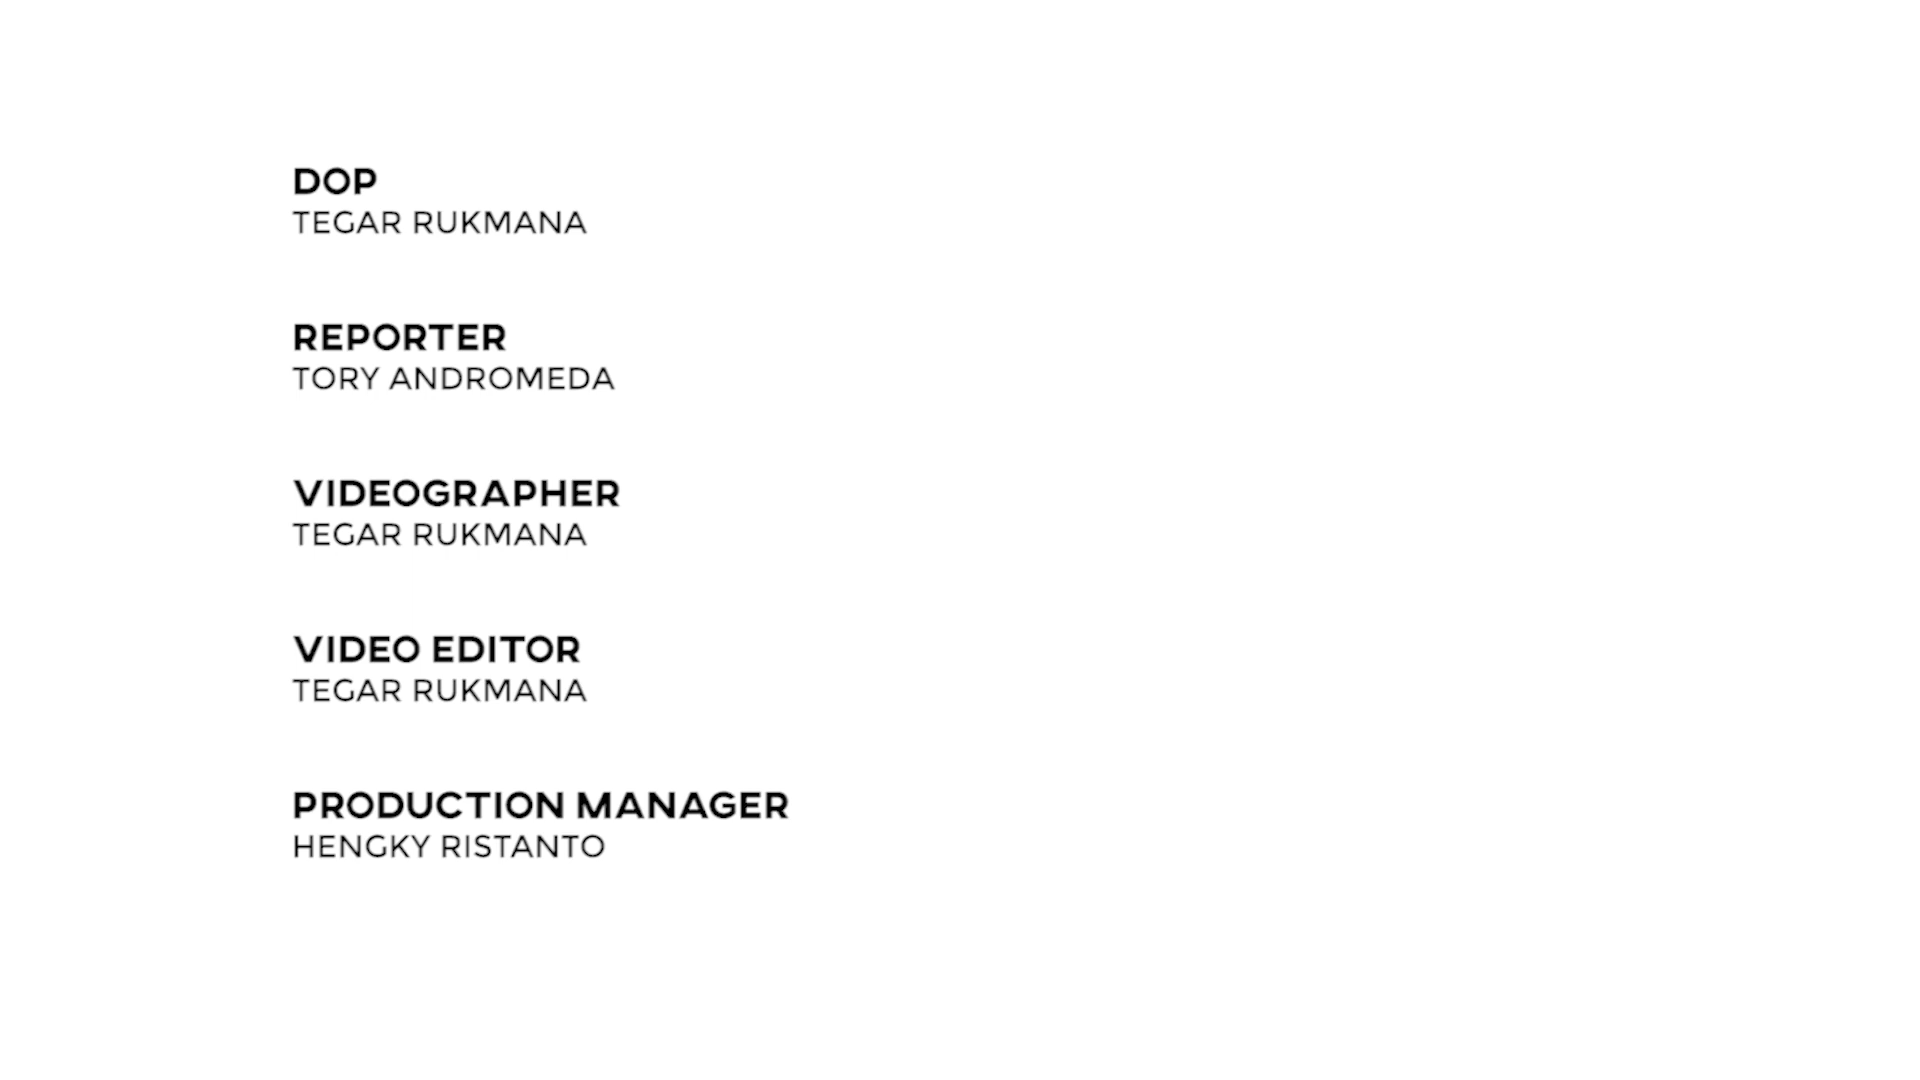 DOP
TEGAR RUKMANA
REPORTER
TORY ANDROMEDA
VIDEOGRAPHER
TEGAR RUKMANA
VIDEO EDITOR
TEGAR RUKMANA
PRODUCTION MANAGER
HENGKY RISTANTO